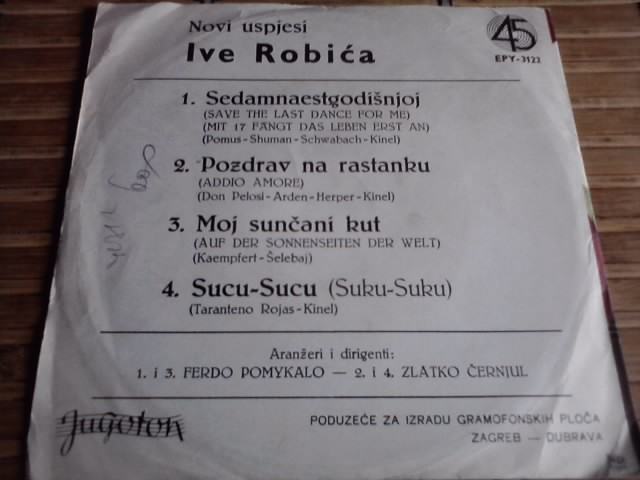 Novi uspjesi
Ive Robića
45
EPY-3122
1. Sedamnaestgodišnjoj
(SAVE THE LAST DANCE FOR ME)
(MIT 17 FÄNGT DAS LEBEN ERST AN)
(Pomus-Shuman-Schwabach-Kinel)
2. Pozdrav na rastanku
(ADDIO AMORE)
(Don Pelosi-Arden-Herper-Kinel)
3. Moj sunčani kut
(AUF DER SONNENSEITEN DER WELT)
(Kaempfert-Šelebaj)
4. Sucu-Sucu (Suku-Suku)
(Taranteno Rojas-Kinel)
Aranžeri i dirigenti:
1. i 3. FERDO POMYKALO — 2. i 4. ZLATKO ČERNJUL
Jugoton
PODUZEĆE ZA IZRADU GRAMOFONSKIH PLOČA
ZAGREB — DUBRAVA